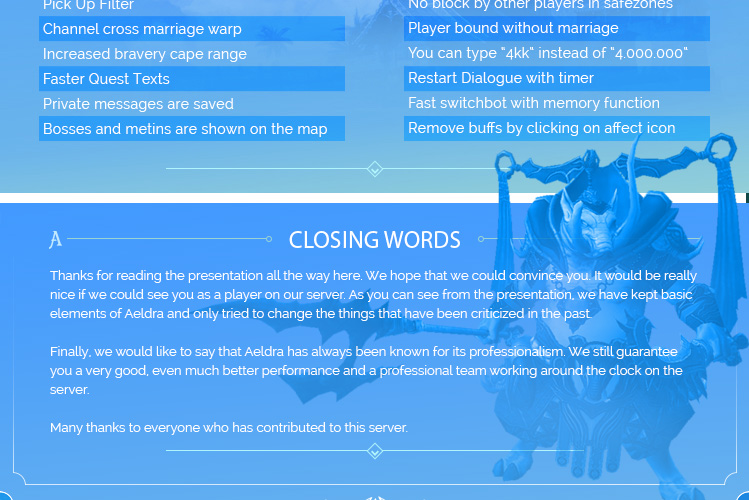 Pick Up Filter
Channel cross marriage warp
Increased bravery cape range
Faster Quest Texts
Private messages are saved
Bosses and metins are shown on the map
No block by other players in safezones
Player bound without marriage
You can type "4kk" instead of "4.000.000"
Restart Dialogue with timer
Fast switchbot with memory function
Remove buffs by clicking on affect icon
A
CLOSING WORDS
Thanks for reading the presentation all the way here. We hope that we could convince you. It would be really
nice if we could see you as a player on our server. As you can see from the presentation, we have kept basic
elements of Aeldra and only tried to change the things that have been criticized in the past.
Finally, we would like to say that Aeldra has always been known for its professionalism. We still guarantee
you a very good, even much better performance and a professional team working around the clock on the
server.
Many thanks to everyone who has contributed to this server.